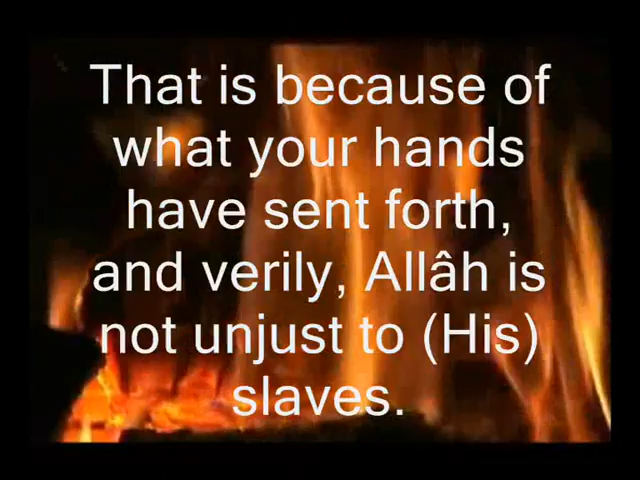 That is because of
what your hands
have sent forth,
and verily, Allâh is
not unjust to (His)
slaves.